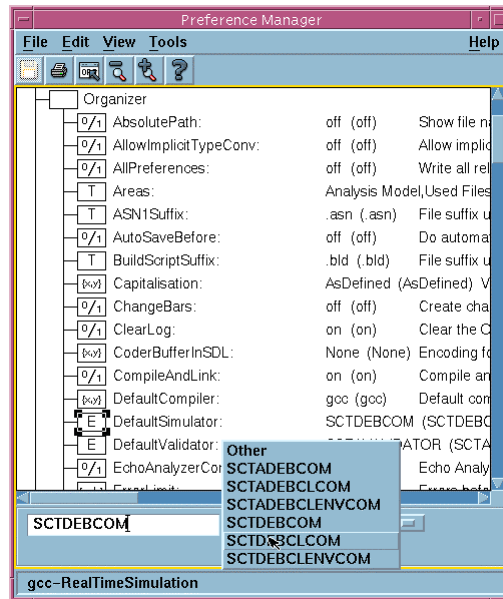 Preference Manager
File Edit View Tools Help
Organizer
0/1 AbsolutePath: off (off) Show file
0/1 AllowImplicitTypeConv: off (off) Allow implic
0/1 AllPreferences: off (off) Write all rel
T Areas: Analysis Model,Used Files
T ASN1Suffix: .asn (.asn) File suffix u
0/1 AutoSaveBefore: off (off) Do automa
T BuildScriptSuffix: .bld (.bld) File suffix u
{x,y} Capitalisation: AsDefined (AsDefined) V
0/1 ChangeBars: off (off) Create cha
0/1 ClearLog: on (on) Clear the C
{x,y} CoderBufferInSDL: None (None) Encoding fo
0/1 CompileAndLink: on (on) Compile an
{x,y} DefaultCompiler: gcc (gcc) Default com
E DefaultSimulator: SCTDEBCOM (SCTDEBC
E DefaultValidator: ATOR (SCTA
0/1 EchoAnalyzerCo Echo Analy
Other
SCTADEBCOM
SCTADEBCLCOM
SCTADEBCLENVCOM
SCTDEBCOM
SCTDEBCLCOM
SCTDEBCLENVCOM
SCTDEBCOM
gcc-RealTimeSimulation